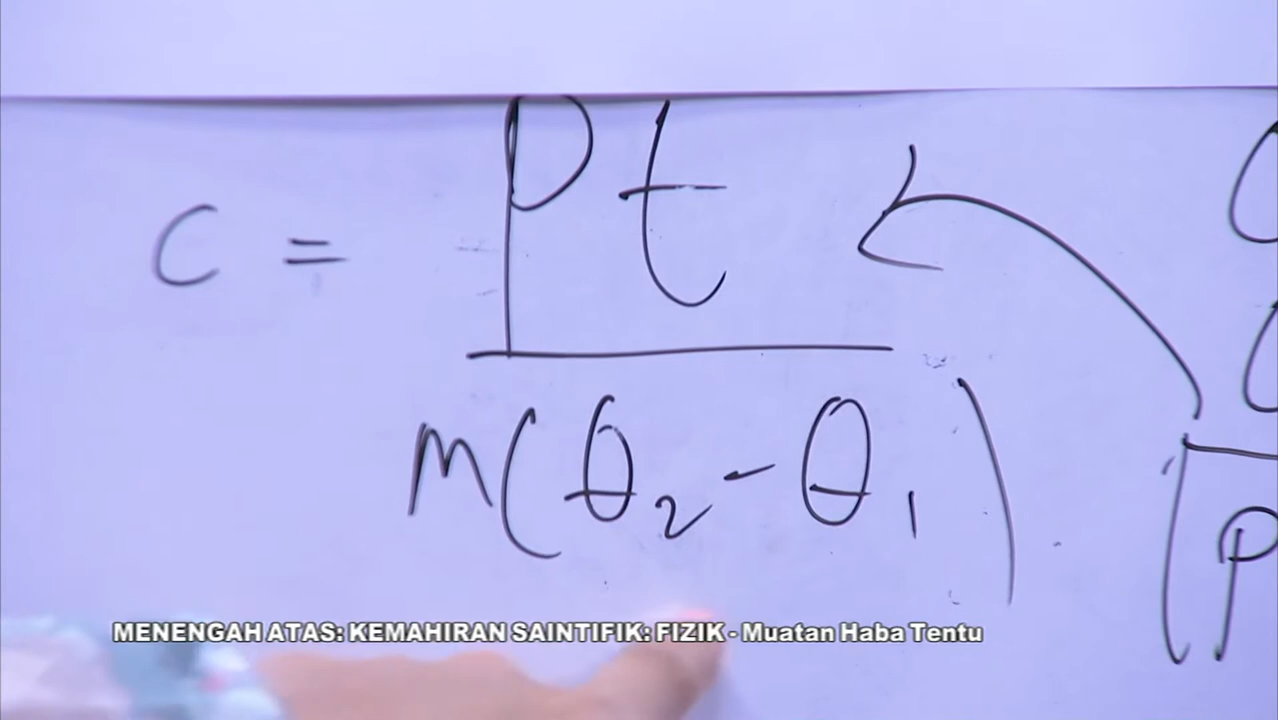 c = Pt
m(θ₂ - θ₁)
P
MENENGAH ATAS: KEMAHIRAN SAINTIFIK: FIZIK - Muatan Haba Tentu